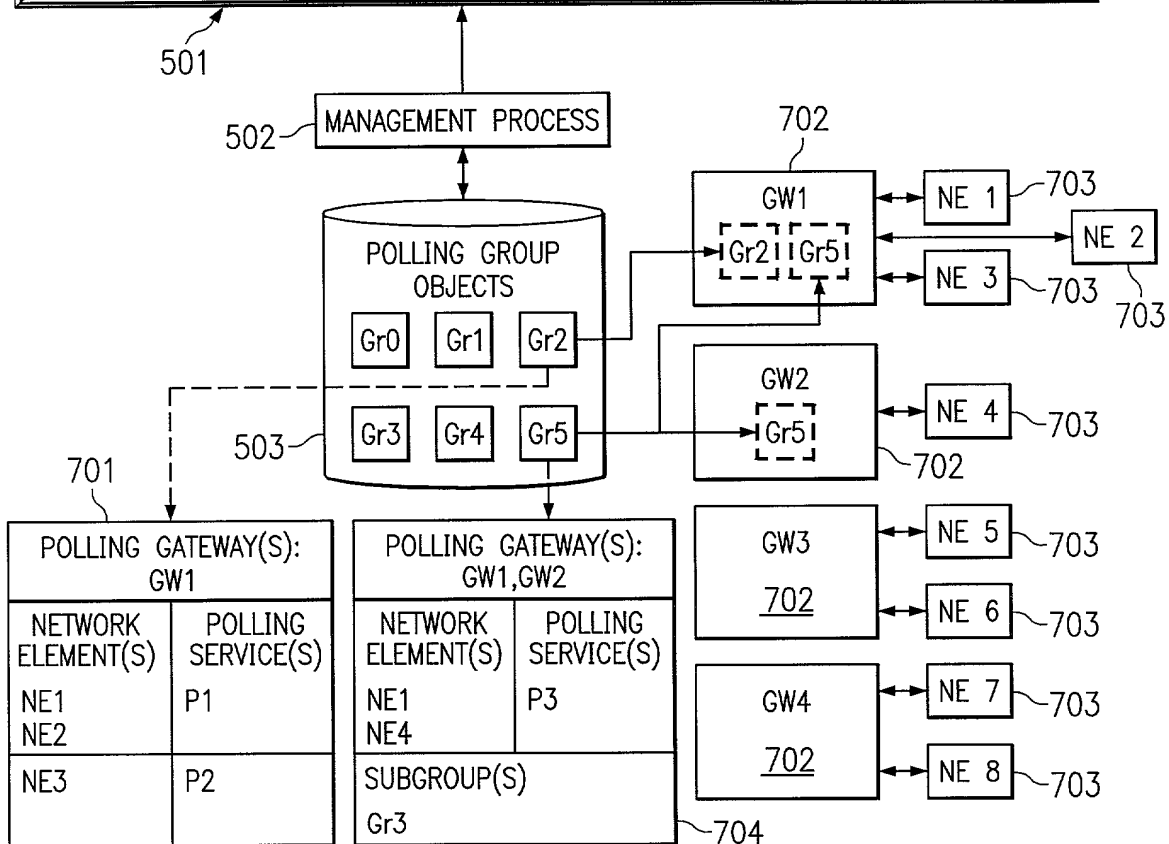 501
502
MANAGEMENT PROCESS
503
POLLING GROUP
OBJECTS
Gr0 Gr1 Gr2
Gr3 Gr4 Gr5
702
GW1
Gr2 Gr5
NE 1
703
NE 2
703
NE 3
703
GW2
Gr5
702
NE 4
703
GW3
702
NE 5
703
NE 6
703
GW4
702
NE 7
703
NE 8
703
701
POLLING GATEWAY(S):
GW1
NETWORK
ELEMENT(S)
POLLING
SERVICE(S)
NE1
NE2
P1
NE3
P2
POLLING GATEWAY(S):
GW1,GW2
NETWORK
ELEMENT(S)
POLLING
SERVICE(S)
NE1
NE4
P3
SUBGROUP(S)
Gr3
704